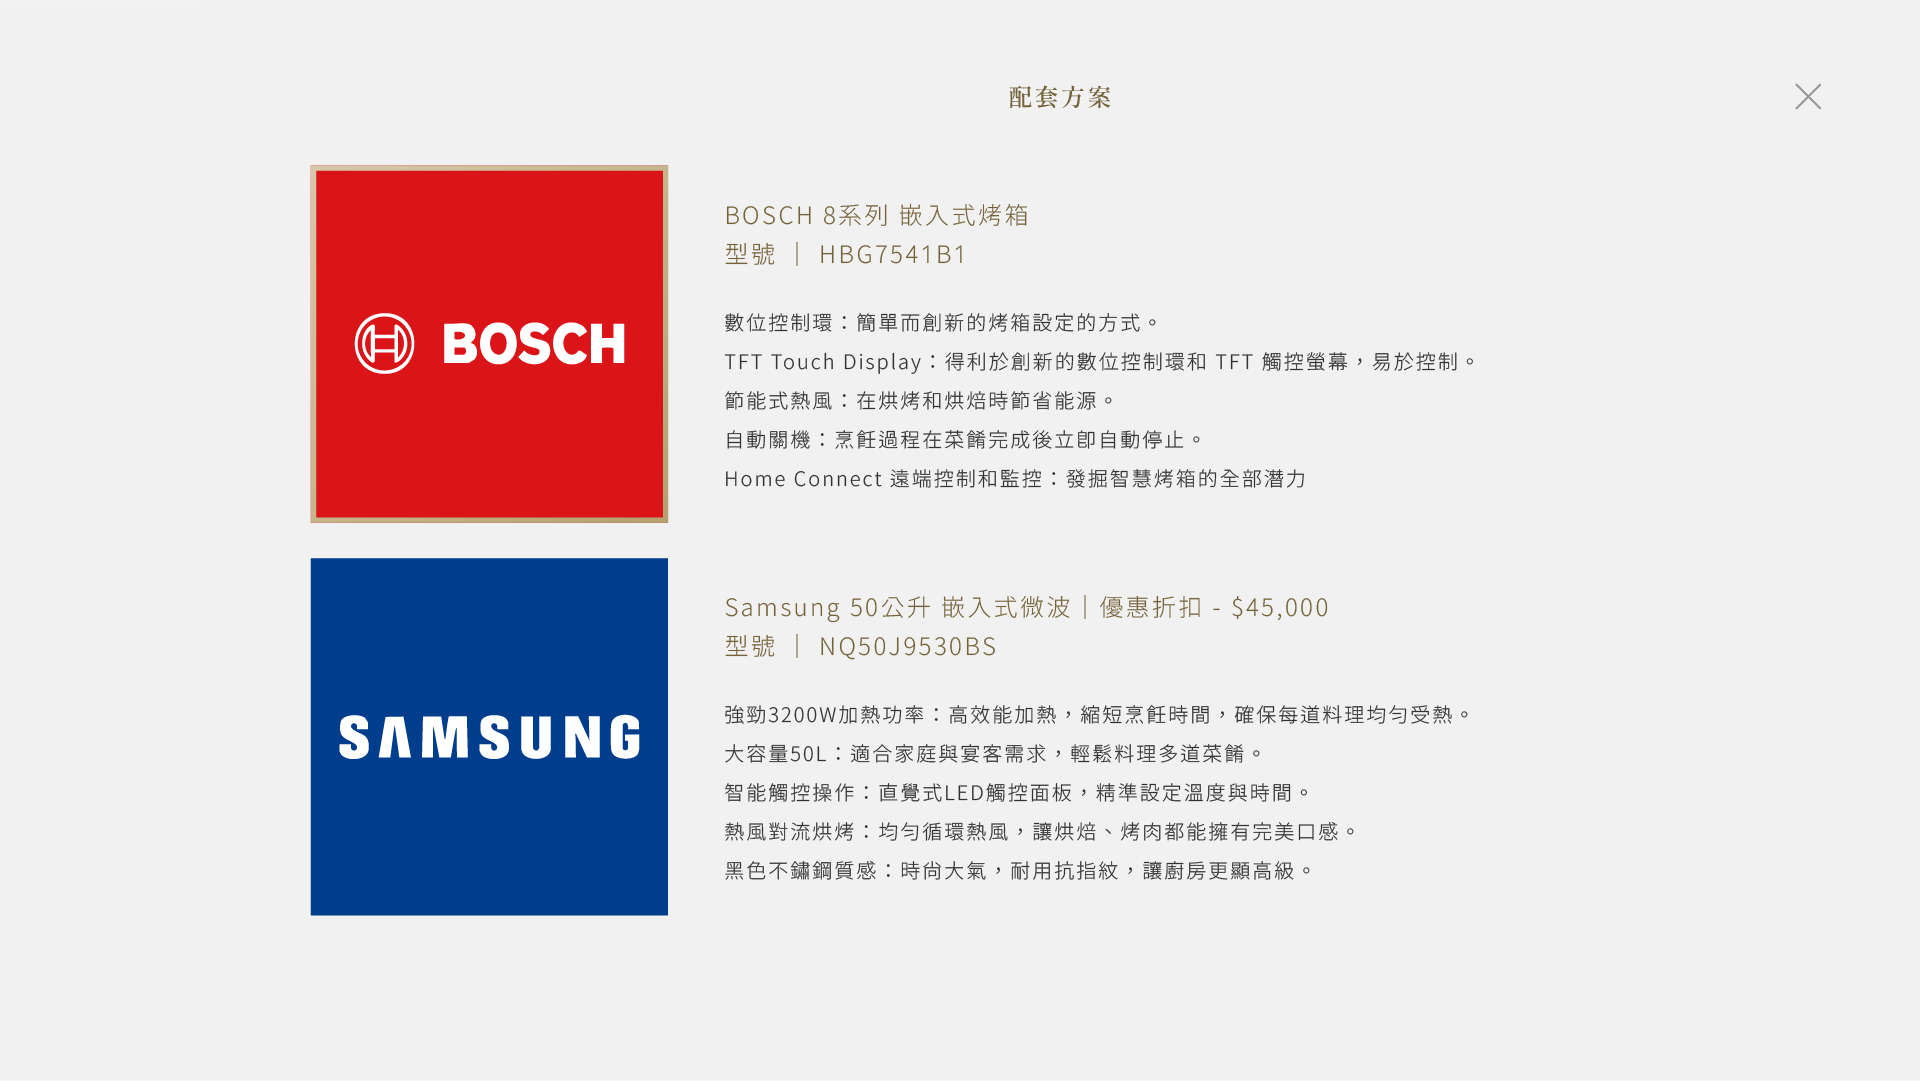 配套方案
BOSCH
BOSCH 8系列 嵌入式烤箱
型號 ｜ HBG7541B1
數位控制環：簡單而創新的烤箱設定的方式。
TFT Touch Display：得利於創新的數位控制環和 TFT 觸控螢幕，易於控制。
節能式熱風：在烘烤和烘焙時節省能源。
自動關機：烹飪過程在菜餚完成後立即自動停止。
Home Connect 遠端控制和監控：發掘智慧烤箱的全部潛力
SAMSUNG
Samsung 50公升 嵌入式微波｜優惠折扣 - $45,000
型號 ｜ NQ50J9530BS
強勁3200W加熱功率：高效能加熱，縮短烹飪時間，確保每道料理均勻受熱。
大容量50L：適合家庭與宴客需求，輕鬆料理多道菜餚。
智能觸控操作：直覺式LED觸控面板，精準設定溫度與時間。
熱風對流烘烤：均勻循環熱風，讓烘焙、烤肉都能擁有完美口感。
黑色不鏽鋼質感：時尚大氣，耐用抗指紋，讓廚房更顯高級。